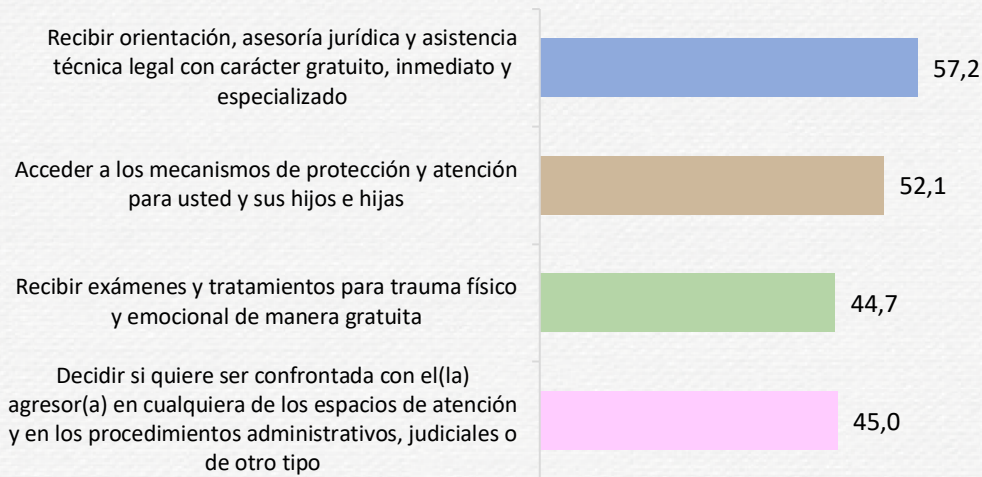 Recibir orientación, asesoría jurídica y asistencia
técnica legal con carácter gratuito, inmediato y
especializado
57,2
Acceder a los mecanismos de protección y atención
para usted y sus hijos e hijas
52,1
Recibir exámenes y tratamientos para trauma físico
y emocional de manera gratuita
44,7
Decidir si quiere ser confrontada con el(la)
agresor(a) en cualquiera de los espacios de atención
y en los procedimientos administrativos, judiciales o
de otro tipo
45,0